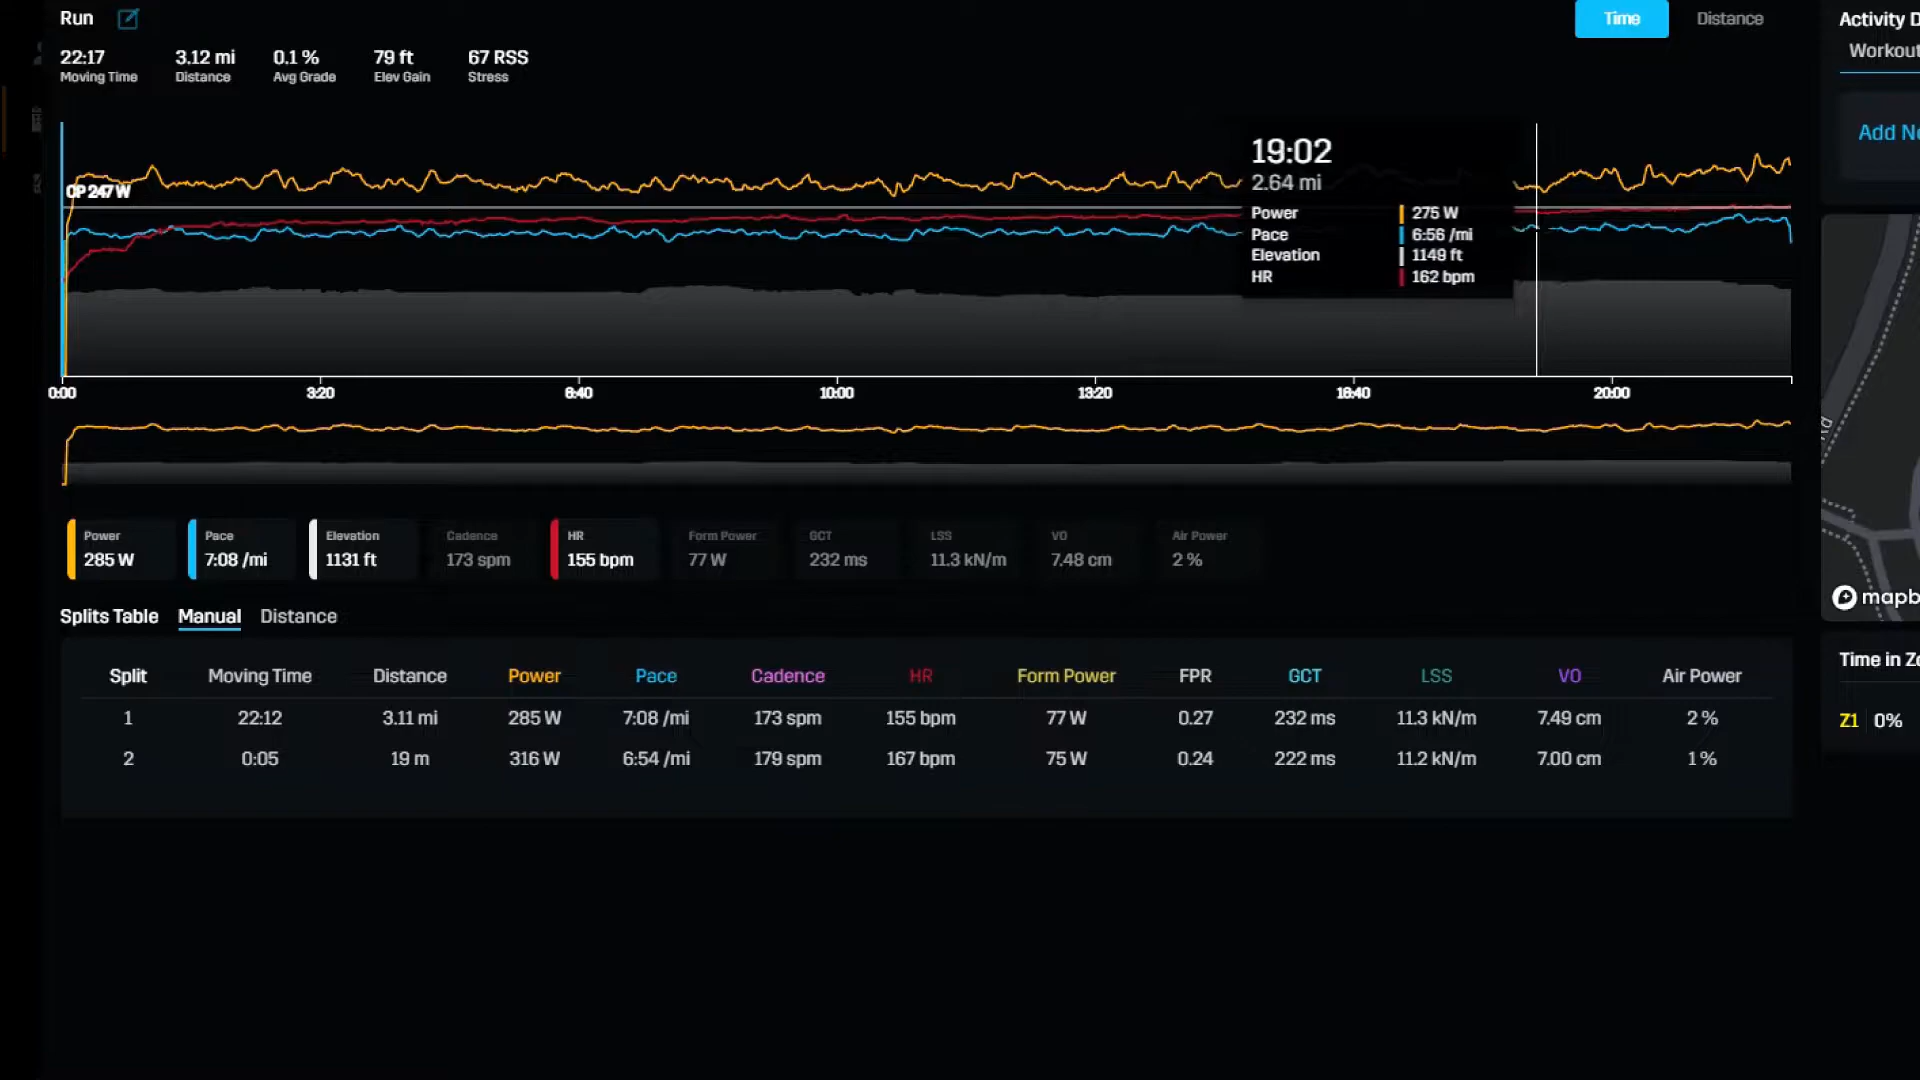 Run
Time Distance
22:17 3.12 mi 0.1 % 79 ft 67 RSS
Moving Time Distance Avg Grade Elev Gain Stress
CP 247 W
19:02
2.64 mi
Power 275 W
Pace 6:56 /mi
Elevation 1149 ft
HR 162 bpm
0:00 3:20 6:40 10:00 13:20 16:40 20:00
Power Pace Elevation Cadence HR Form Power GCT LSS VO Air Power
285 W 7:08 /mi 1131 ft 173 spm 155 bpm 77 W 232 ms 11.3 kN/m 7.48 cm 2 %
Splits Table Manual Distance
Split Moving Time Distance Power Pace Cadence HR Form Power FPR GCT LSS VO Air Power
1 22:12 3.11 mi 285 W 7:08 /mi 173 spm 155 bpm 77 W 0.27 232 ms 11.3 kN/m 7.49 cm 2 %
2 0:05 19 m 316 W 6:54 /mi 179 spm 167 bpm 75 W 0.24 222 ms 11.2 kN/m 7.00 cm 1 %
Activity D
Workout
Add No
mapb
Time in Zo
Z1 0%